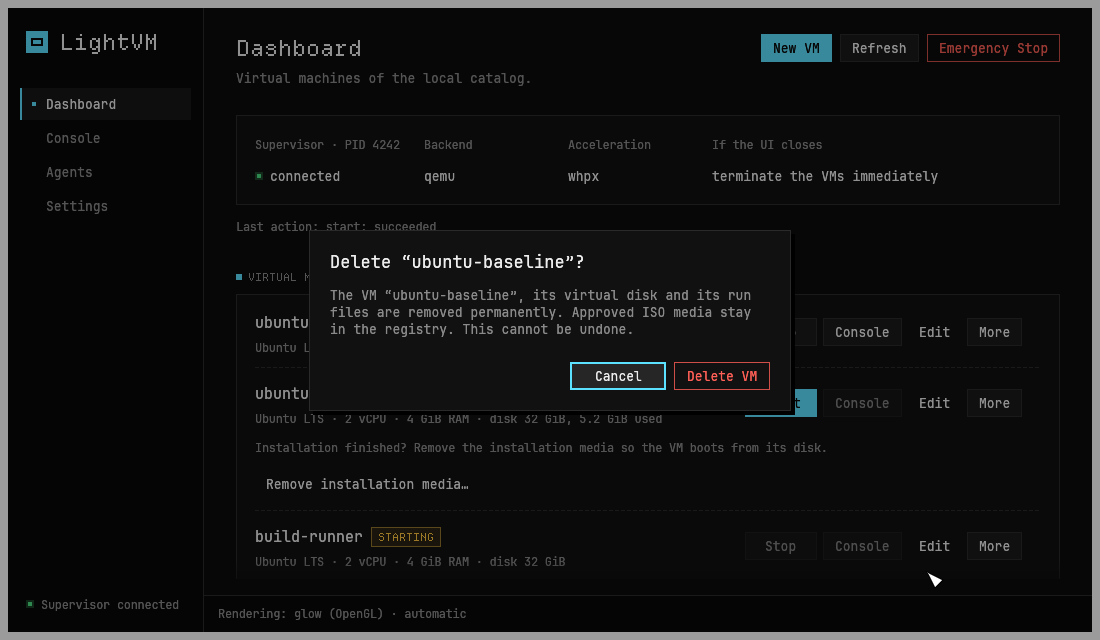 LightVM
Dashboard
Console
Agents
Settings
Supervisor connected
Dashboard
Virtual machines of the local catalog.
New VM
Refresh
Emergency Stop
Supervisor · PID 4242
Backend
Acceleration
If the UI closes
connected
qemu
whpx
terminate the VMs immediately
Last action: start: succeeded
VIRTUAL
Delete “ubuntu-baseline”?
The VM “ubuntu-baseline”, its virtual disk and its run
files are removed permanently. Approved ISO media stay
in the registry. This cannot be undone.
Cancel
Delete VM
ubuntu
Console
Edit
More
Ubuntu
ubuntu
Console
Edit
More
Ubuntu LTS · 2 vCPU · 4 GiB RAM · disk 32 GiB, 5.2 GiB used
Installation finished? Remove the installation media so the VM boots from its disk.
Remove installation media…
build-runner
STARTING
Stop
Console
Edit
More
Ubuntu LTS · 2 vCPU · 4 GiB RAM · disk 32 GiB
Rendering: glow (OpenGL) · automatic